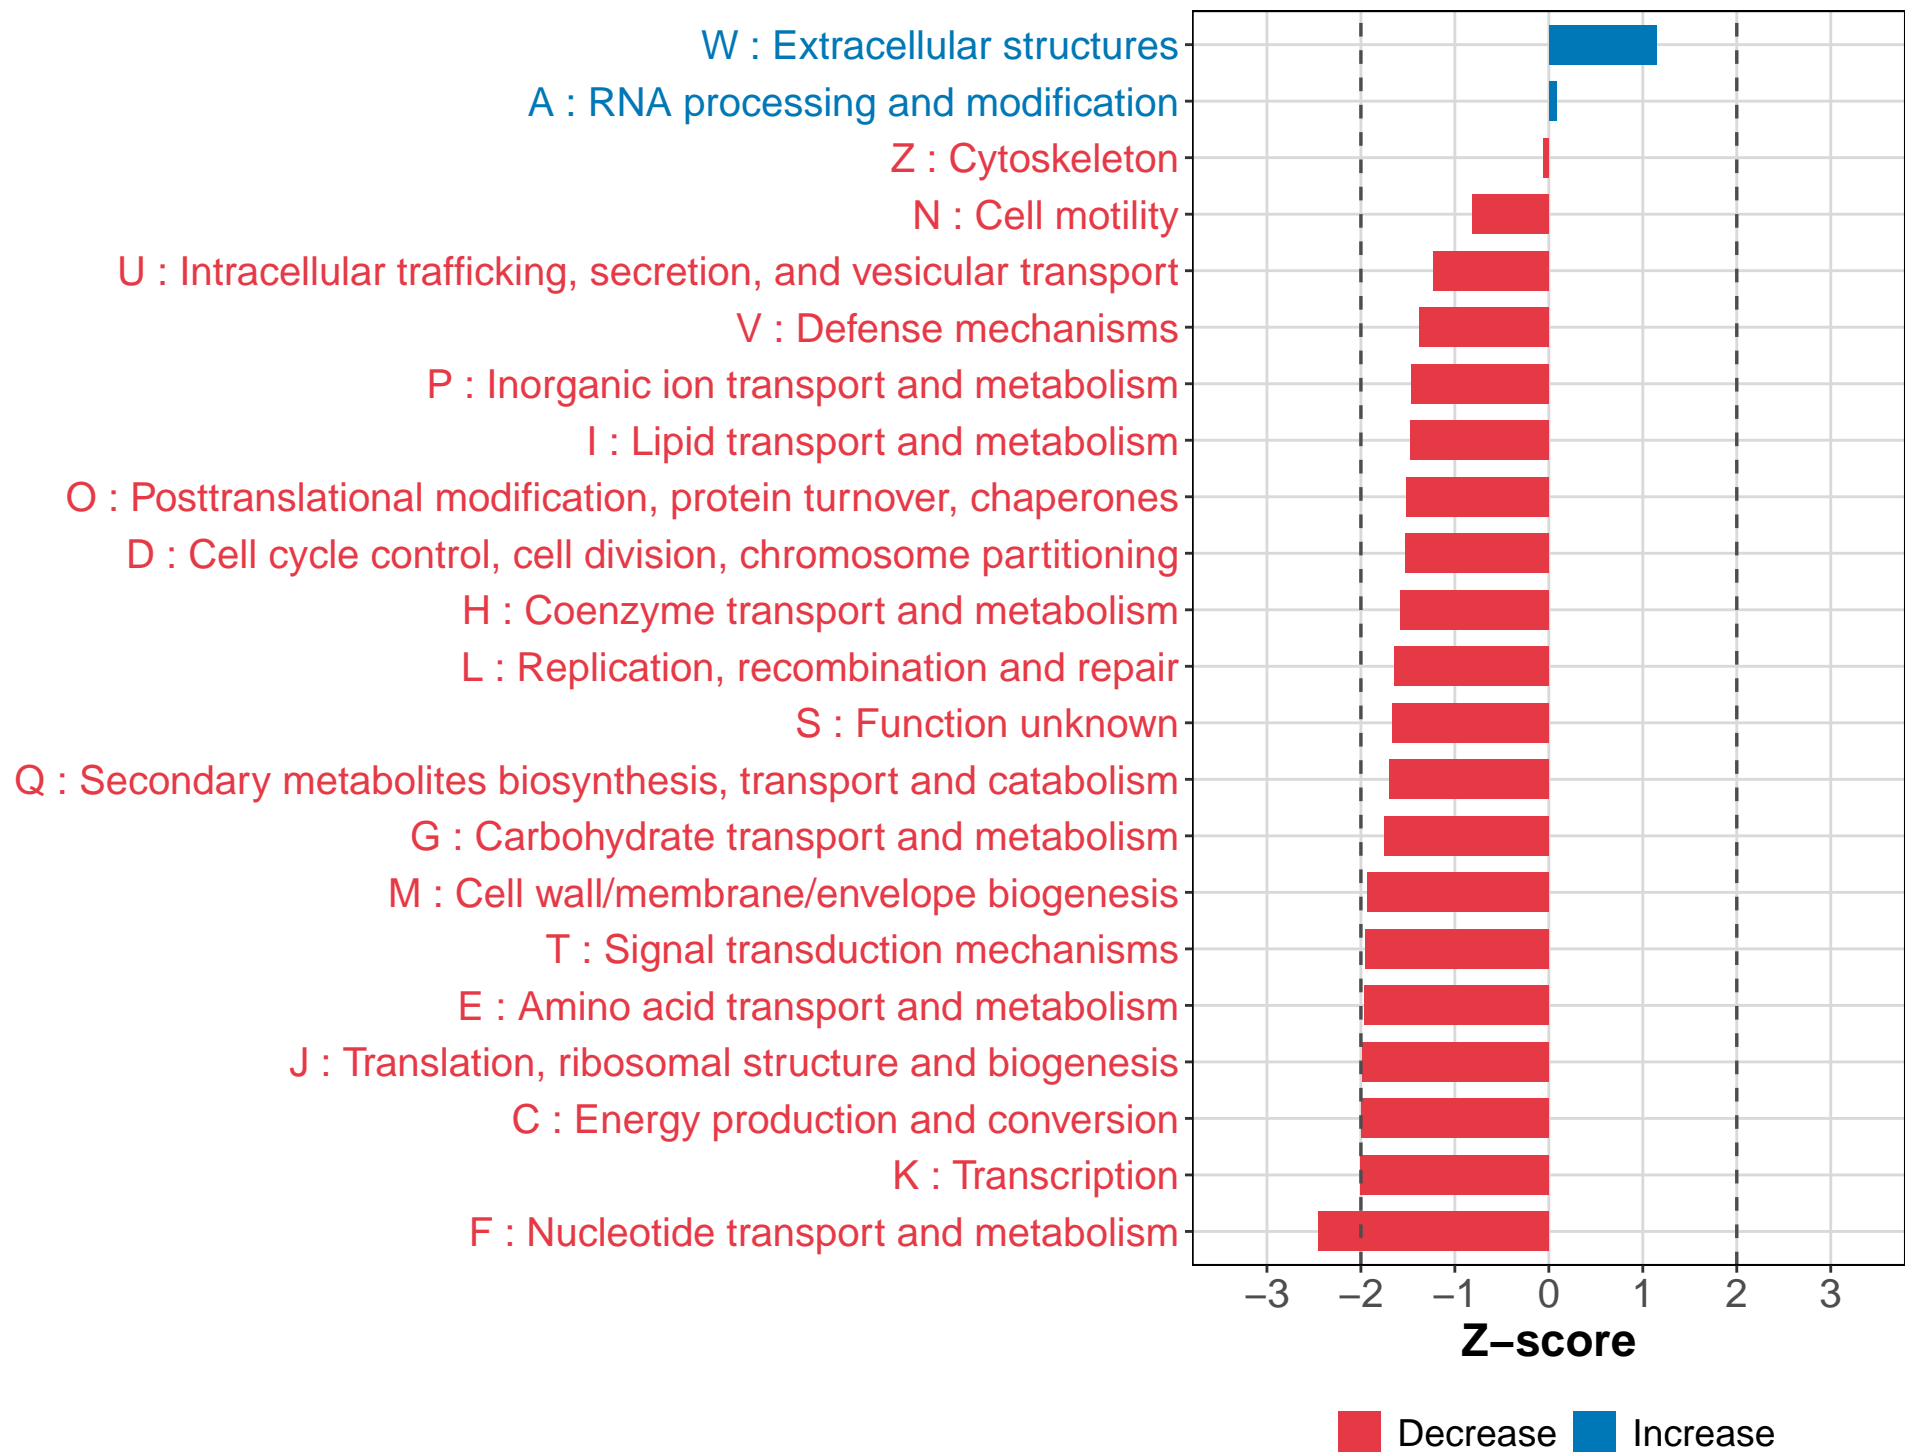 W : Extracellular structures
A : RNA processing and modification
Z : Cytoskeleton
N : Cell motility
U : Intracellular trafficking, secretion, and vesicular transport
V : Defense mechanisms
P : Inorganic ion transport and metabolism
I : Lipid transport and metabolism
O : Posttranslational modification, protein turnover, chaperones
D : Cell cycle control, cell division, chromosome partitioning
H : Coenzyme transport and metabolism
L : Replication, recombination and repair
S : Function unknown
Q : Secondary metabolites biosynthesis, transport and catabolism
G : Carbohydrate transport and metabolism
M : Cell wall/membrane/envelope biogenesis
T : Signal transduction mechanisms
E : Amino acid transport and metabolism
J : Translation, ribosomal structure and biogenesis
C : Energy production and conversion
K : Transcription
F : Nucleotide transport and metabolism
−3 −2 −1 0 1 2 3
Z−score
Decrease Increase